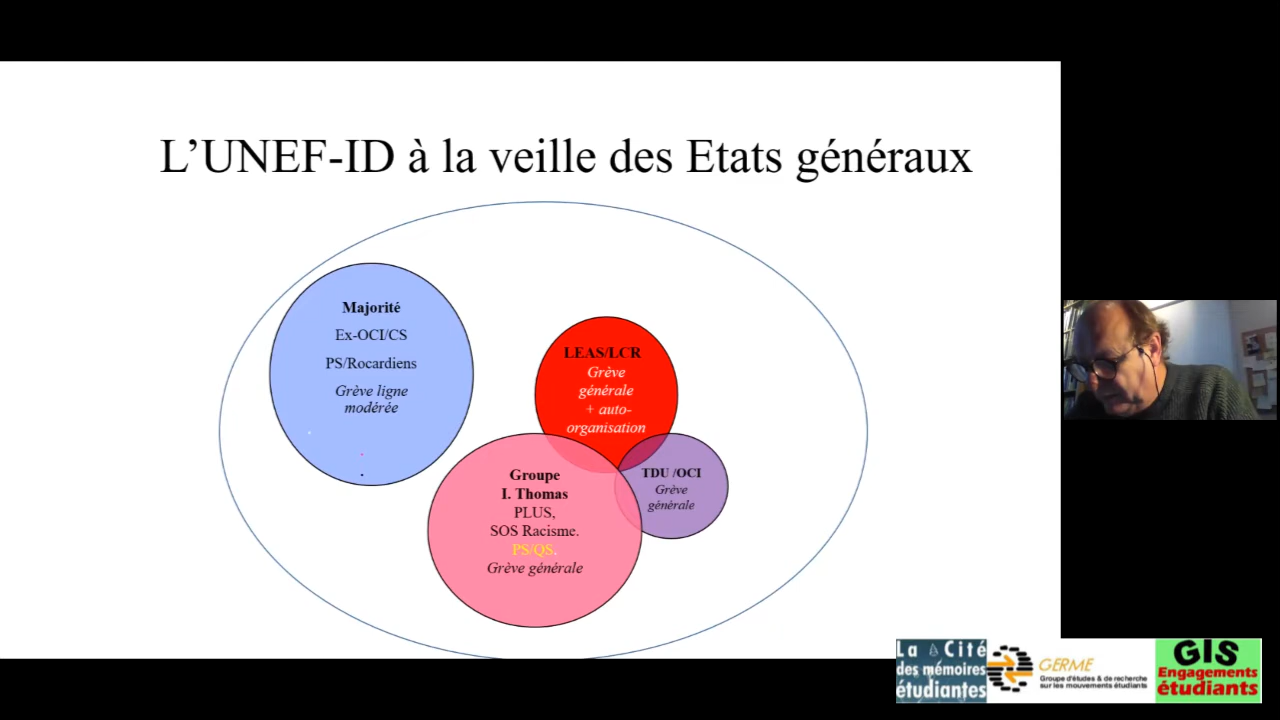 L'UNEF-ID à la veille des Etats généraux
Majorité
Ex-OCI/CS
PS/Rocardiens
Grève ligne
modérée
LEAS/LCR
Grève
générale
+ auto-
organisation
TDU /OCI
Grève
générale
Groupe
I. Thomas
PLUS,
SOS Racisme.
PS/QS.
Grève générale
La Cité
des mémoires
étudiantes
GERME
Groupe d'études & de recherche
sur les mouvements étudiants
GIS
Engagements
étudiants